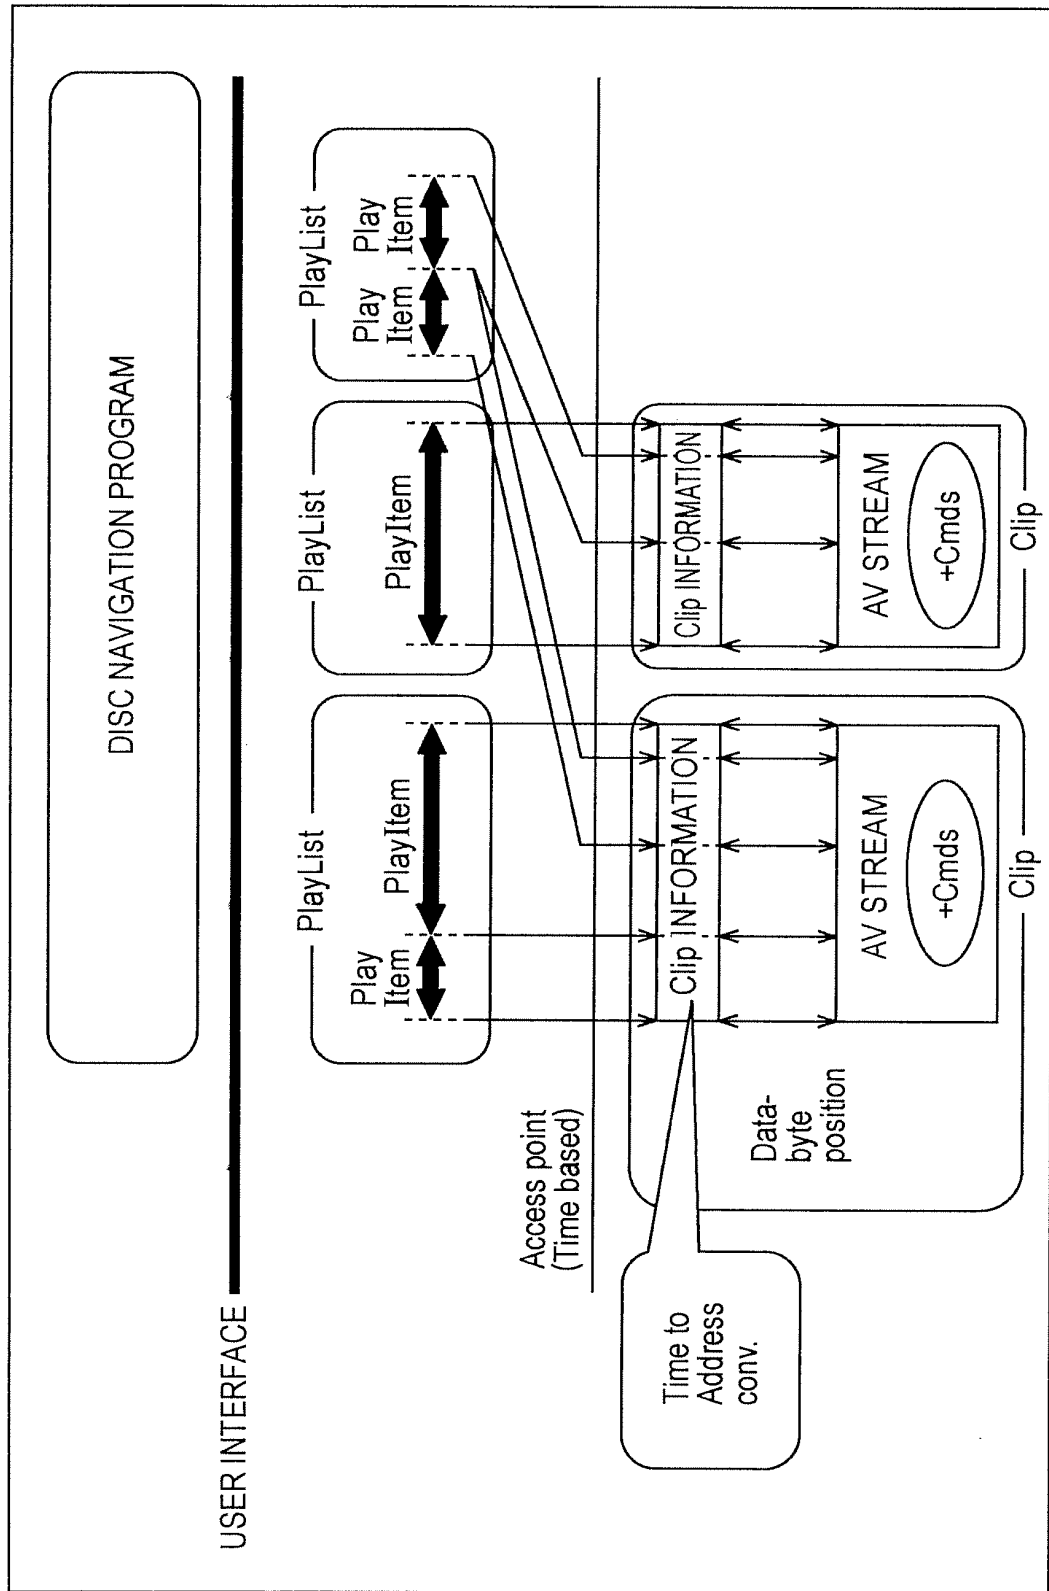 DISC NAVIGATION PROGRAM
USER INTERFACE
PlayList
PlayList
PlayList
Play
Item
PlayItem
PlayItem
Play
Item
Play
Item
Access point
(Time based)
Time to
Address
conv.
Clip INFORMATION
Clip INFORMATION
Data-
byte
position
AV STREAM
+Cmds
AV STREAM
+Cmds
Clip
Clip